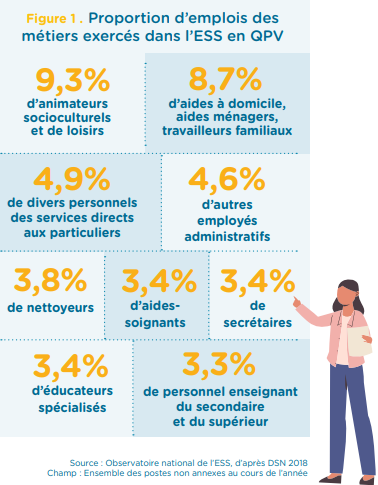 Figure 1 . Proportion d'emplois des
métiers exercés dans l'ESS en QPV
9,3%
d'animateurs
socioculturels
et de loisirs
8,7%
d'aides à domicile,
aides ménagers,
travailleurs familiaux
4,9%
de divers personnels
des services directs
aux particuliers
4,6%
d'autres
employés
administratifs
3,8%
de nettoyeurs
3,4%
d'aides-
soignants
3,4%
de
secrétaires
3,4%
d'éducateurs
spécialisés
3,3%
de personnel enseignant
du secondaire
et du supérieur
Source : Observatoire national de l'ESS, d'après DSN 2018
Champ : Ensemble des postes non annexes au cours de l'année